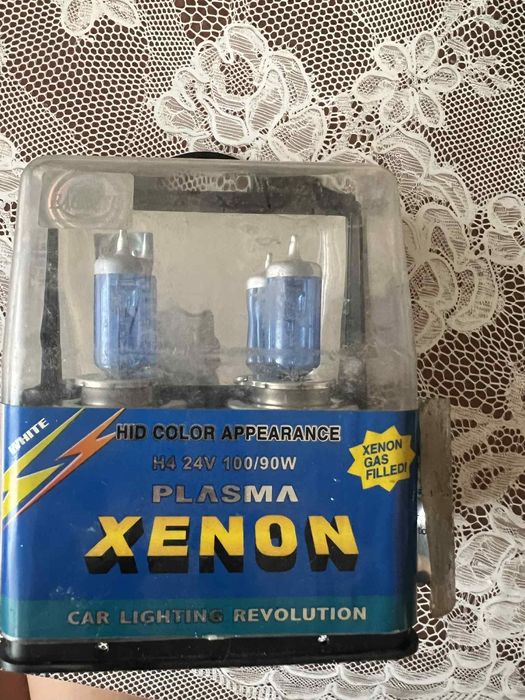 WHITE
HID COLOR APPEARANCE
H4 24V 100/90W
XENON
GAS
FILLED!
PLASMA
XENON
CAR LIGHTING REVOLUTION